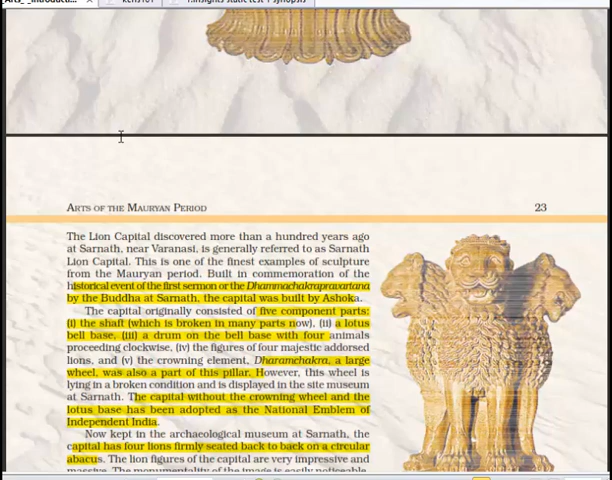 ARTS OF THE MAURYAN PERIOD 23
The Lion Capital discovered more than a hundred years ago
at Sarnath, near Varanasi, is generally referred to as Sarnath
Lion Capital. This is one of the finest examples of sculpture
from the Mauryan period. Built in commemoration of the
historical event of the first sermon or the Dhammachakrapravartana
by the Buddha at Sarnath, the capital was built by Ashoka.
The capital originally consisted of five component parts:
(i) the shaft (which is broken in many parts now), (ii) a lotus
bell base, (iii) a drum on the bell base with four animals
proceeding clockwise, (iv) the figures of four majestic addorsed
lions, and (v) the crowning element, Dharamchakra, a large
wheel, was also a part of this pillar. However, this wheel is
lying in a broken condition and is displayed in the site museum
at Sarnath. The capital without the crowning wheel and the
lotus base has been adopted as the National Emblem of
Independent India.
Now kept in the archaeological museum at Sarnath, the
capital has four lions firmly seated back to back on a circular
abacus. The lion figures of the capital are very impressive and
massive. The monumentality of the image is easily noticeable.